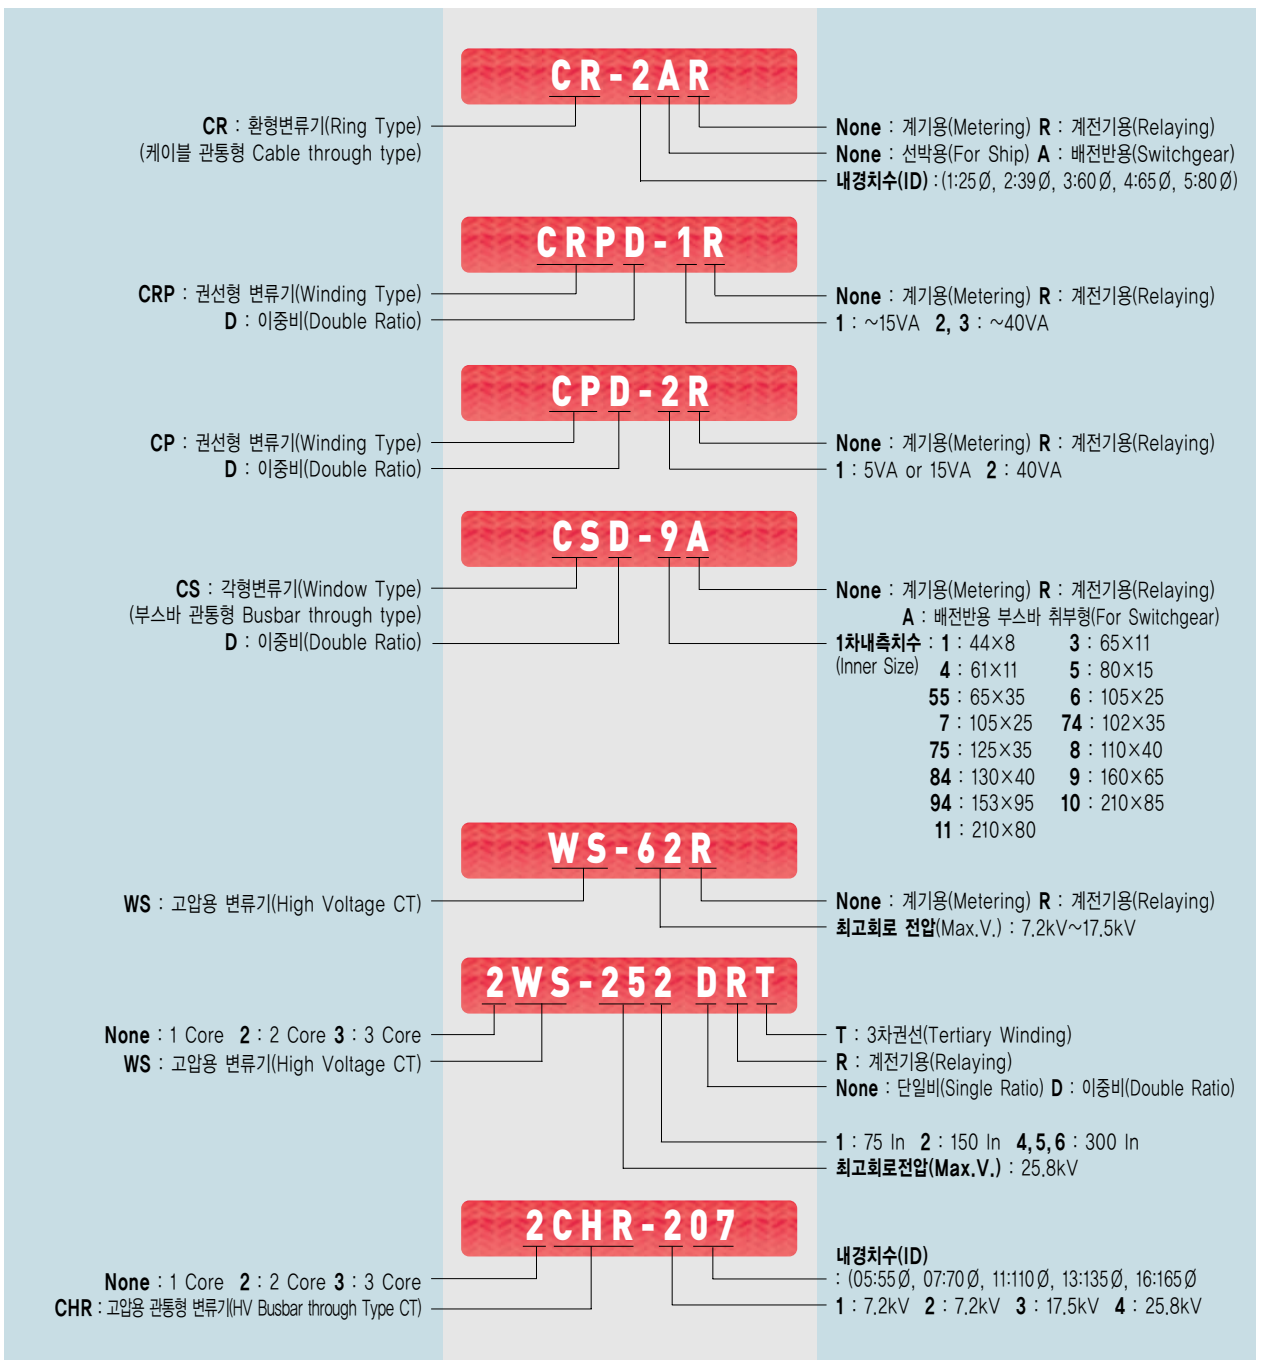 CR-2AR
CR : 환형변류기(Ring Type)
(케이블 관통형 Cable through type)
None : 계기용(Metering) R : 계전기용(Relaying)
None : 선박용(For Ship) A : 배전반용(Switchgear)
내경치수(ID) : (1:25Ø, 2:39Ø, 3:60Ø, 4:65Ø, 5:80Ø)
CRPD-1R
CRP : 권선형 변류기(Winding Type)
D : 이중비(Double Ratio)
None : 계기용(Metering) R : 계전기용(Relaying)
1 : ~15VA 2, 3 : ~40VA
CPD-2R
CP : 권선형 변류기(Winding Type)
D : 이중비(Double Ratio)
None : 계기용(Metering) R : 계전기용(Relaying)
1 : 5VA or 15VA 2 : 40VA
CSD-9A
CS : 각형변류기(Window Type)
(부스바 관통형 Busbar through type)
D : 이중비(Double Ratio)
None : 계기용(Metering) R : 계전기용(Relaying)
A : 배전반용 부스바 취부형(For Switchgear)
1차내측치수 : 1 : 44×8 3 : 65×11
(Inner Size) 4 : 61×11 5 : 80×15
55 : 65×35 6 : 105×25
7 : 105×25 74 : 102×35
75 : 125×35 8 : 110×40
84 : 130×40 9 : 160×65
94 : 153×95 10 : 210×85
11 : 210×80
WS-62R
WS : 고압용 변류기(High Voltage CT)
None : 계기용(Metering) R : 계전기용(Relaying)
최고회로 전압(Max.V.) : 7.2kV~17.5kV
2WS-252 DRT
None : 1 Core 2 : 2 Core 3 : 3 Core
WS : 고압용 변류기(High Voltage CT)
T : 3차권선(Tertiary Winding)
R : 계전기용(Relaying)
None : 단일비(Single Ratio) D : 이중비(Double Ratio)
1 : 75 In 2 : 150 In 4,5,6 : 300 In
최고회로전압(Max.V.) : 25.8kV
2CHR-207
None : 1 Core 2 : 2 Core 3 : 3 Core
CHR : 고압용 관통형 변류기(HV Busbar through Type CT)
내경치수(ID)
: (05:55Ø, 07:70Ø, 11:110Ø, 13:135Ø, 16:165Ø
1 : 7.2kV 2 : 7.2kV 3 : 17.5kV 4 : 25.8kV